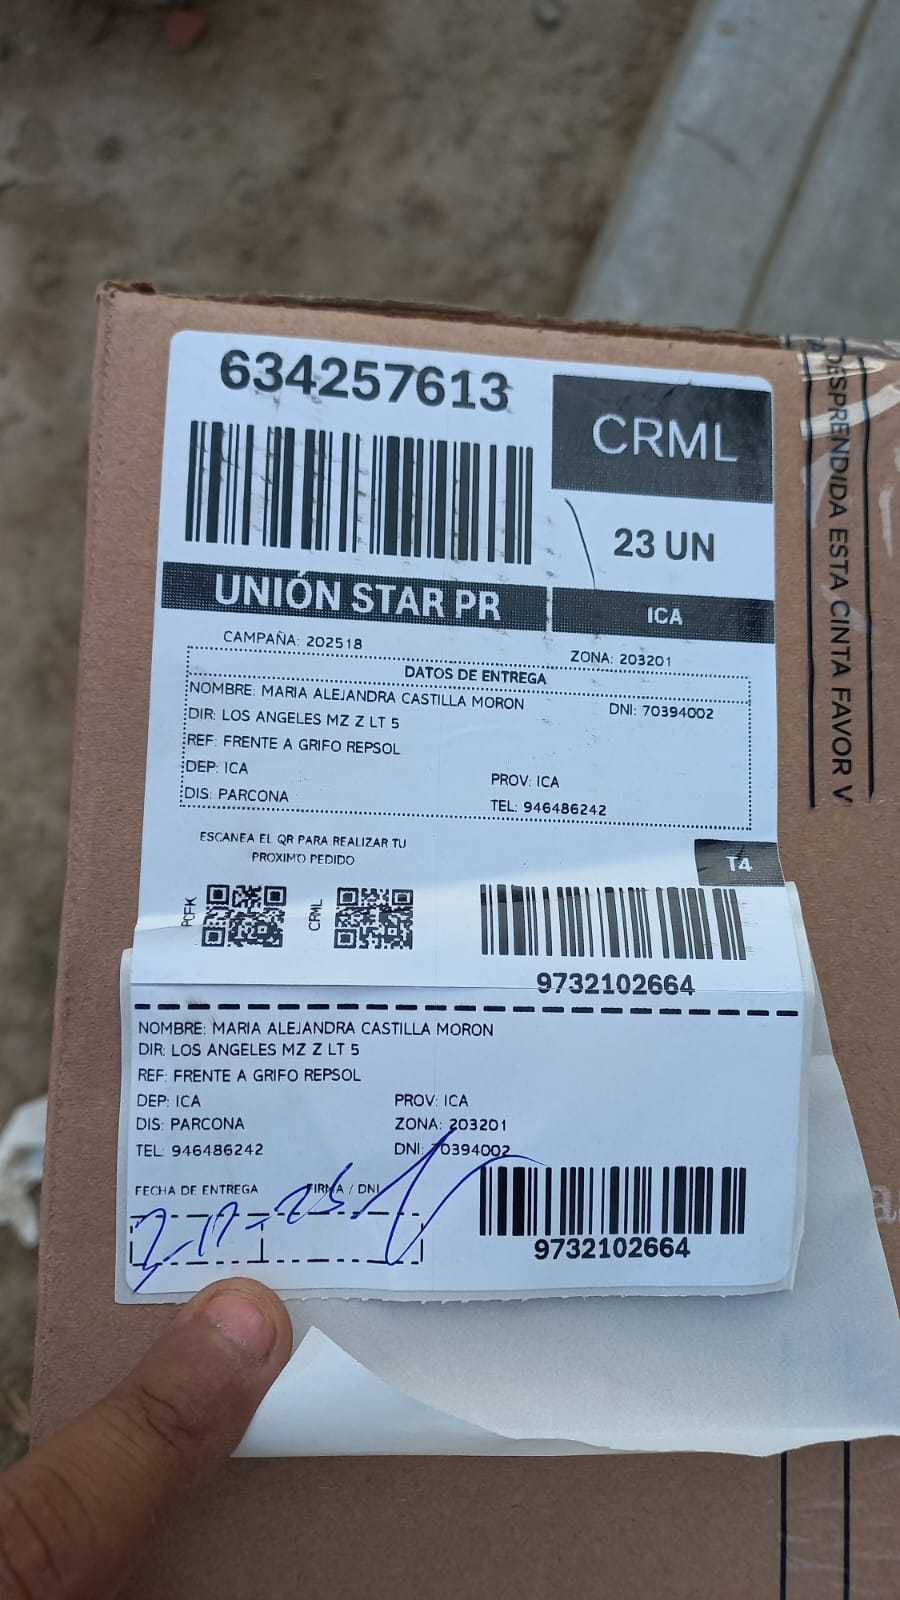 634257613
CRML
23 UN
UNIÓN STAR PR
ICA
CAMPAÑA: 202518
ZONA: 203201
DATOS DE ENTREGA
NOMBRE: MARIA ALEJANDRA CASTILLA MORON
DNI: 70394002
DIR: LOS ANGELES MZ Z LT 5
REF: FRENTE A GRIFO REPSOL
DEP: ICA
PROV: ICA
DIS: PARCONA
TEL: 946486242
ESCANEA EL QR PARA REALIZAR TU
PROXIMO PEDIDO
T4
PCFK
CRML
9732102664
NOMBRE: MARIA ALEJANDRA CASTILLA MORON
DIR: LOS ANGELES MZ Z LT 5
REF: FRENTE A GRIFO REPSOL
DEP: ICA
PROV: ICA
DIS: PARCONA
ZONA: 203201
TEL: 946486242
DNI: 70394002
FECHA DE ENTREGA
FIRMA / DNI
2-12-25
9732102664
DESPRENDIDA ESTA CINTA FAVOR